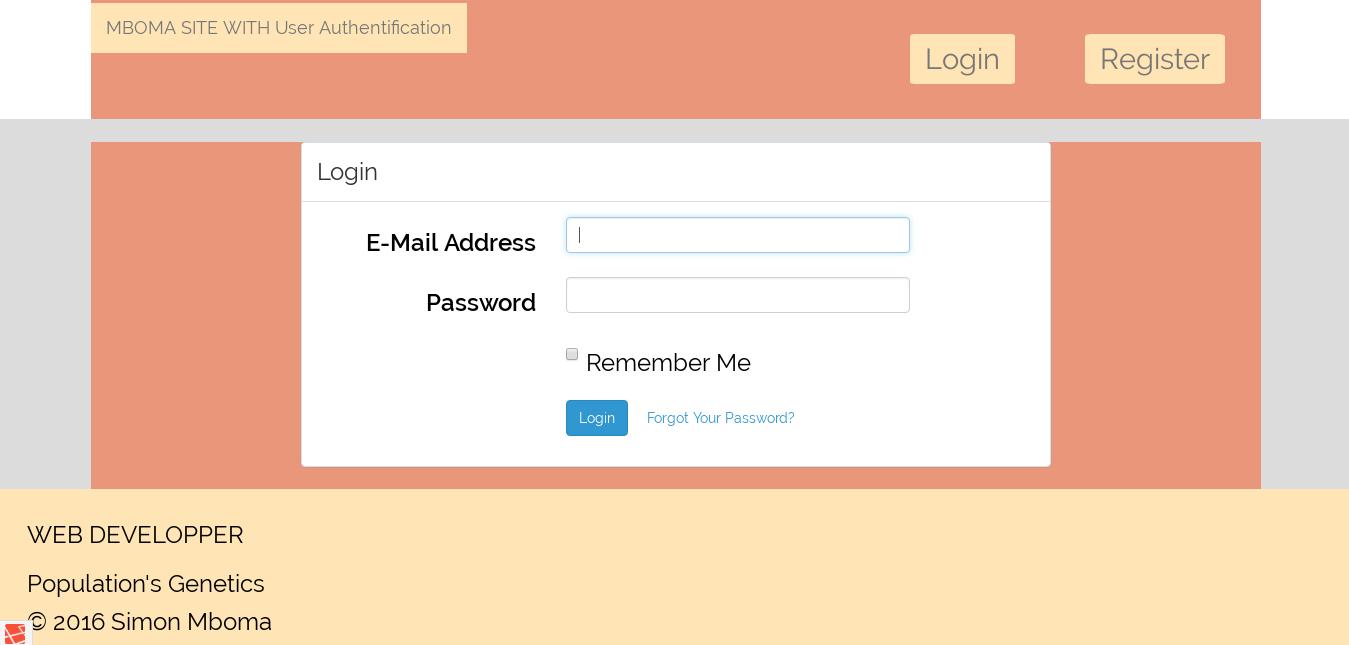 MBOMA SITE WITH User Authentification
Login
Register
Login
E-Mail Address
Password
Remember Me
Login
Forgot Your Password?
WEB DEVELOPPER
Population's Genetics
© 2016 Simon Mboma